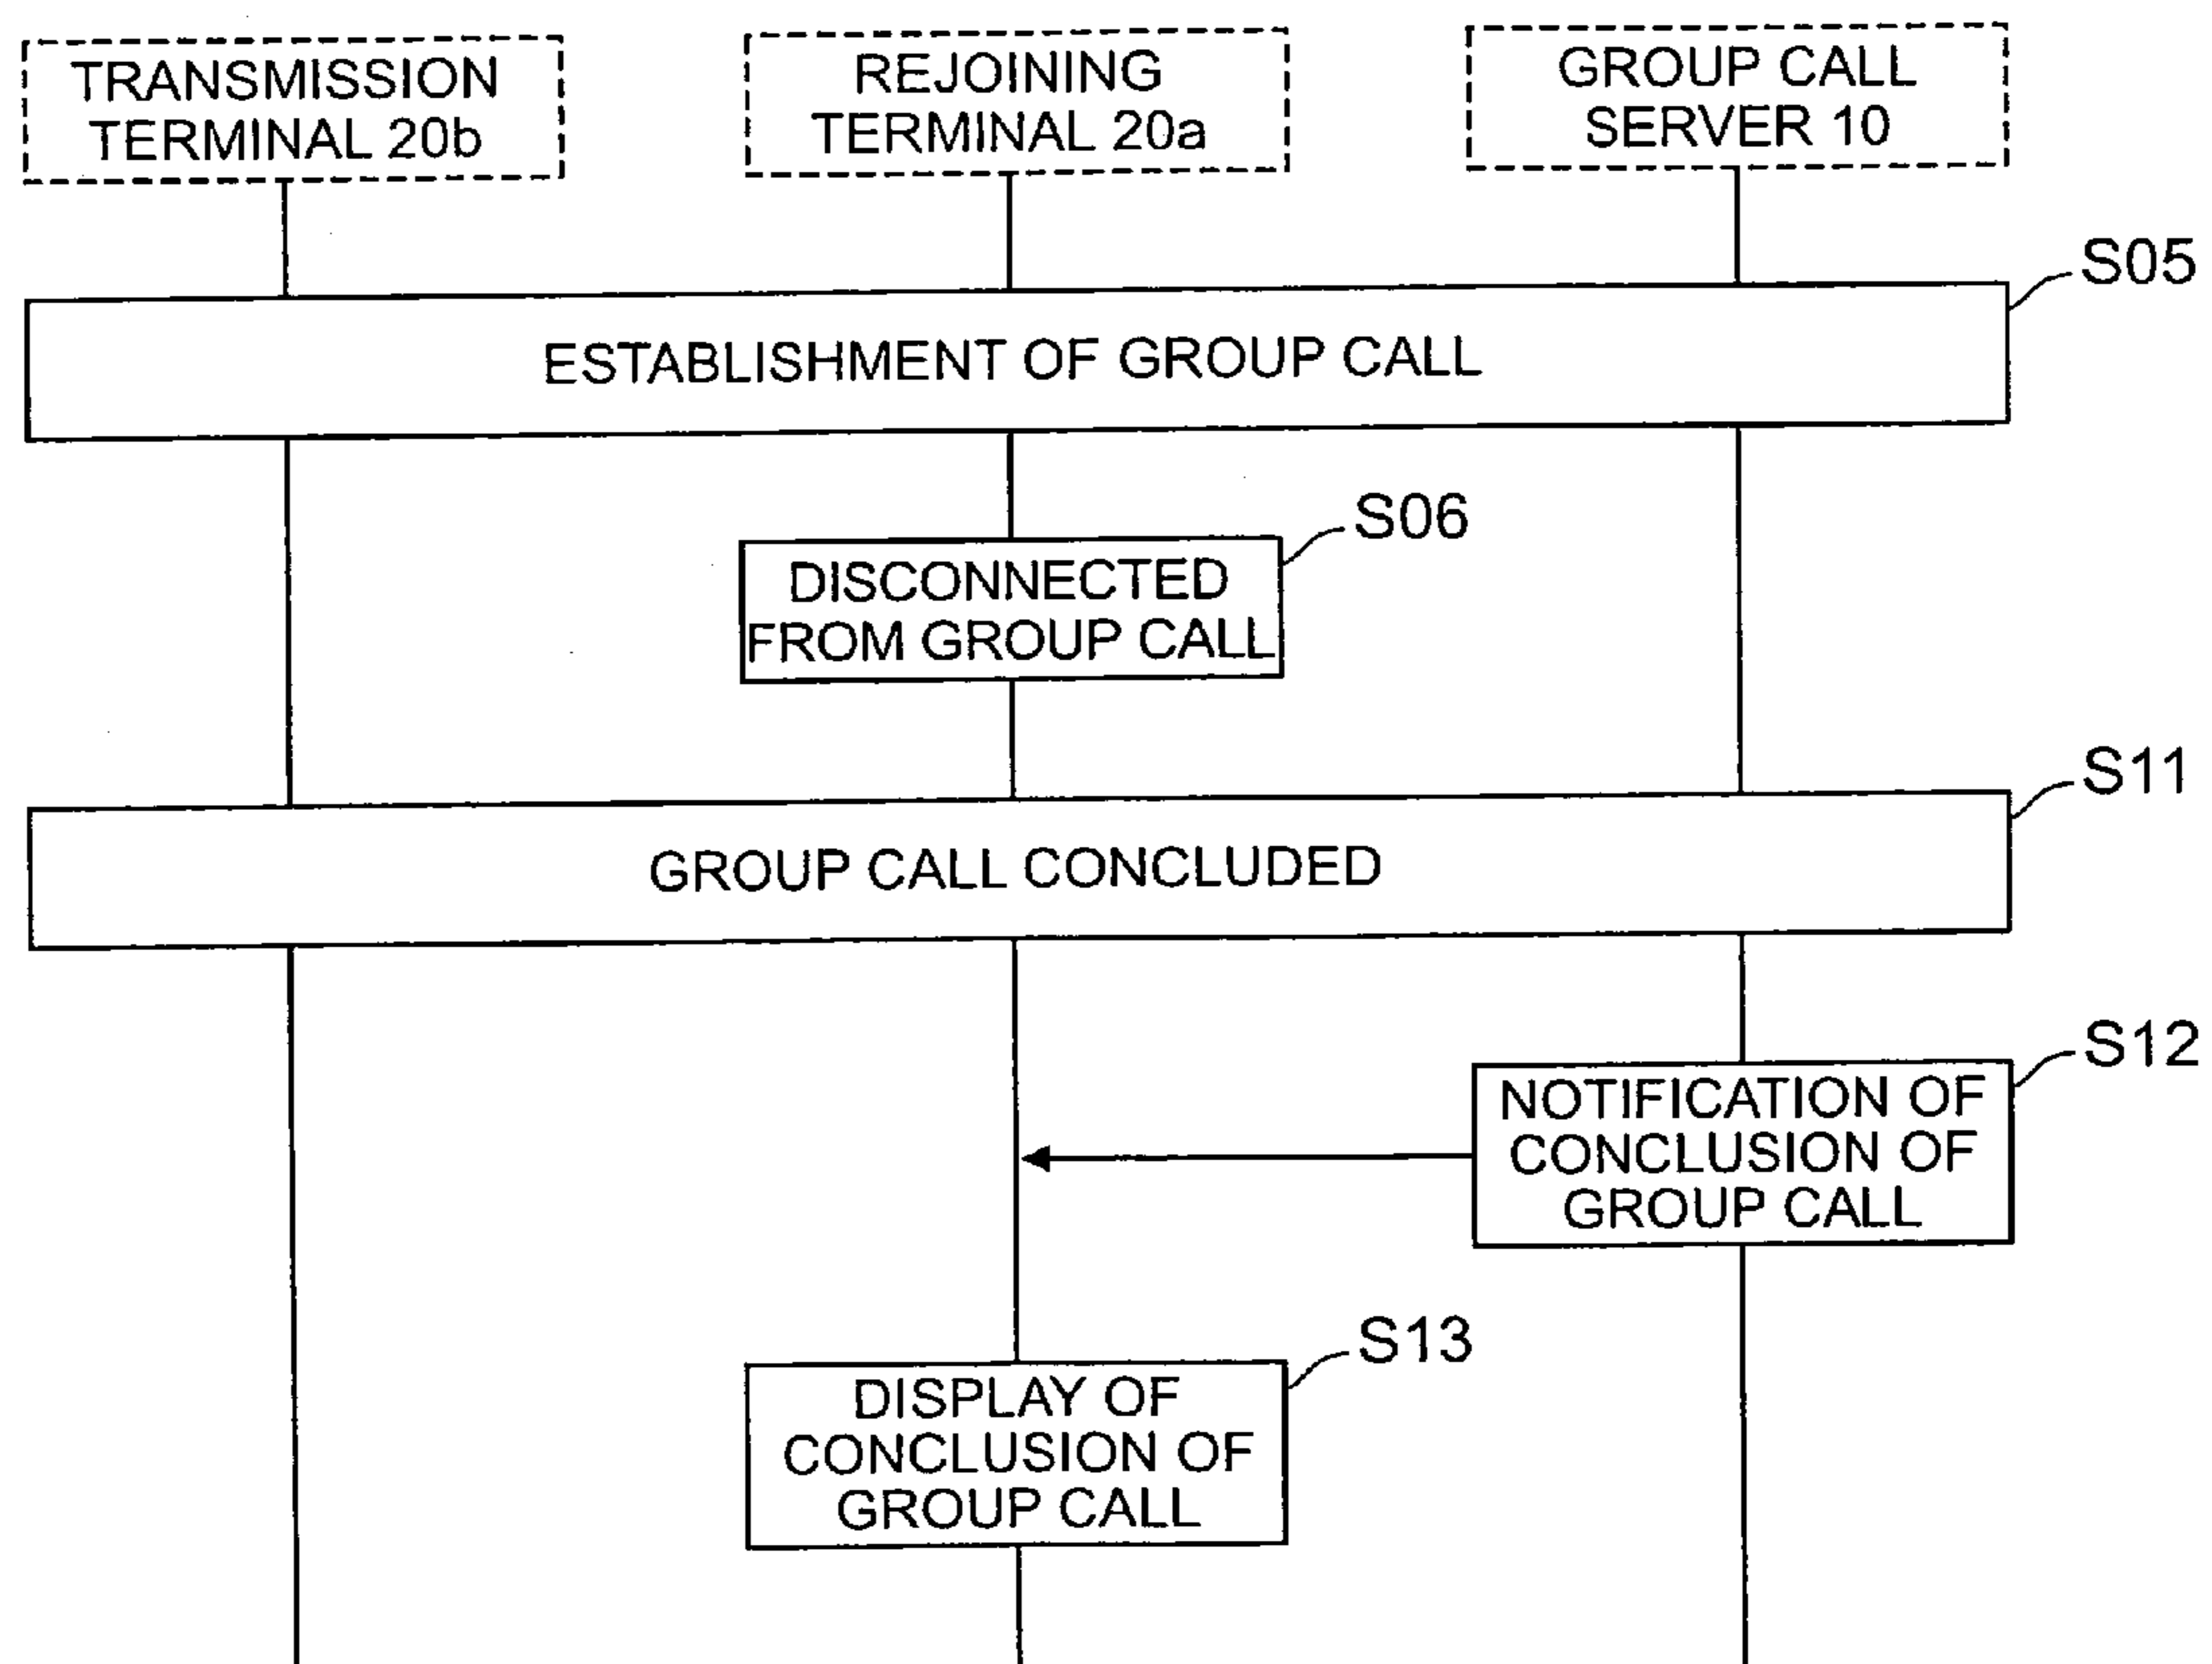 TRANSMISSION
TERMINAL 20b
REJOINING
TERMINAL 20a
GROUP CALL
SERVER 10
S05
ESTABLISHMENT OF GROUP CALL
S06
DISCONNECTED
FROM GROUP CALL
S11
GROUP CALL CONCLUDED
S12
NOTIFICATION OF
CONCLUSION OF
GROUP CALL
S13
DISPLAY OF
CONCLUSION OF
GROUP CALL